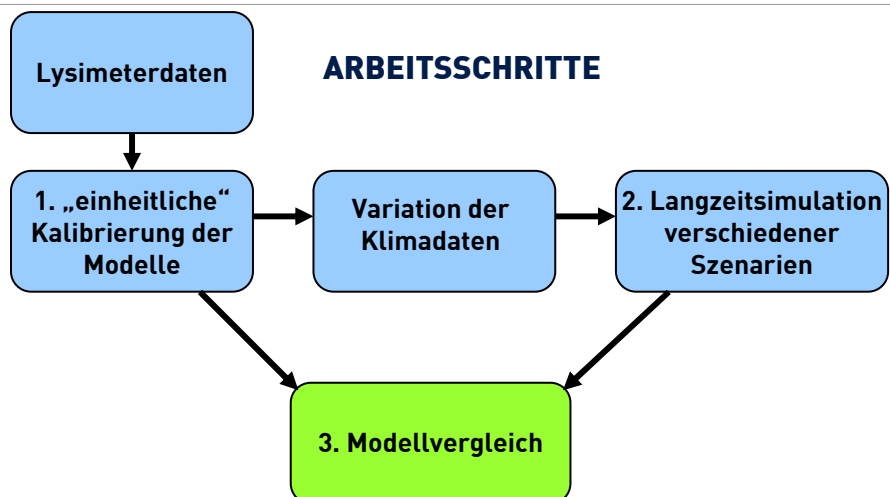 Lysimeterdaten
ARBEITSSCHRITTE
1. „einheitliche“
Kalibrierung der
Modelle
Variation der
Klimadaten
2. Langzeitsimulation
verschiedener
Szenarien
3. Modellvergleich